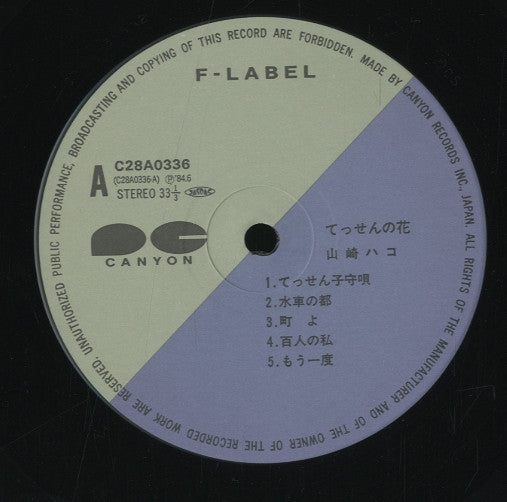 UNAUTHORIZED PUBLIC PERFORMANCE, BROADCASTING AND COPYING OF THIS RECORD ARE FORBIDDEN. MADE BY CANYON RECORDS INC., JAPAN. ALL RIGHTS OF THE MANUFACTURER AND OF THE OWNER OF THE RECORDED WORK ARE RESERVED.
F-LABEL
A
C28A0336
(C28A0336-A) Ⓟ'84.6
STEREO 33 1/3 JASRAC
CANYON
てっせんの花
山崎ハコ
1.てっせん子守唄
2.水車の都
3.町 よ
4.百人の私
5.もう一度